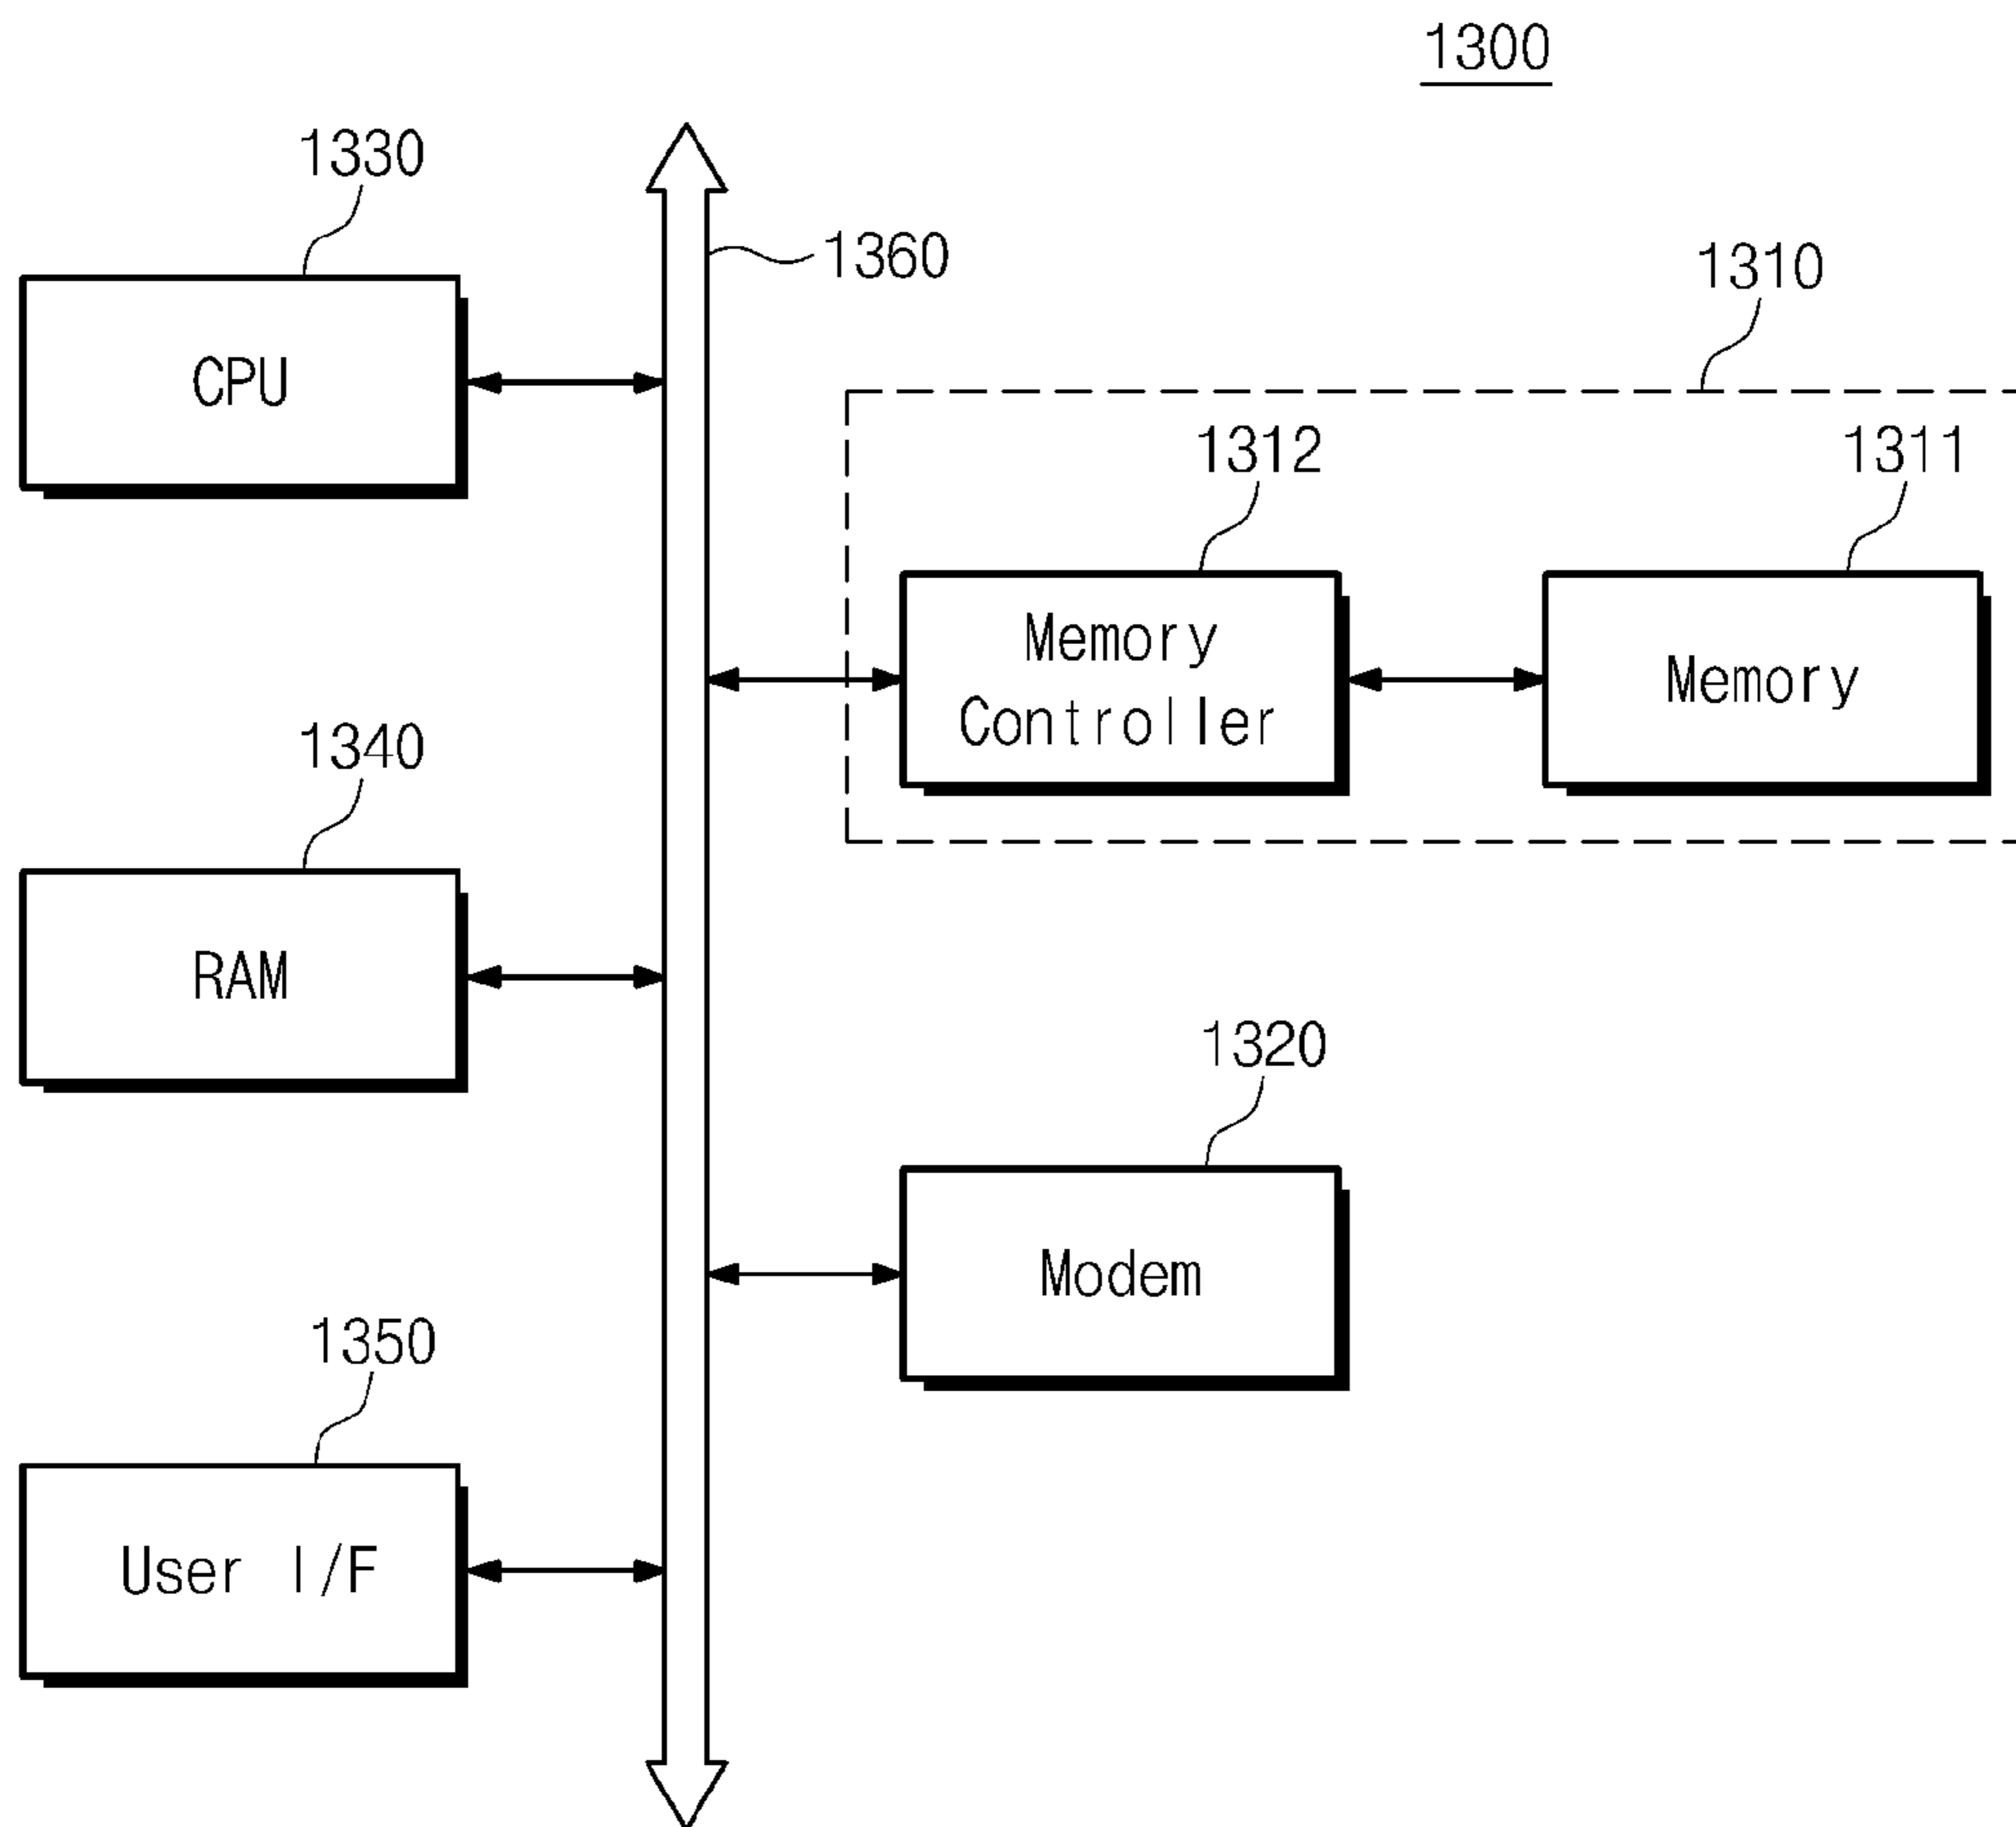 1300
1330
1360
1310
CPU
1312
1311
Memory
Controller
Memory
1340
RAM
1320
Modem
1350
User I/F